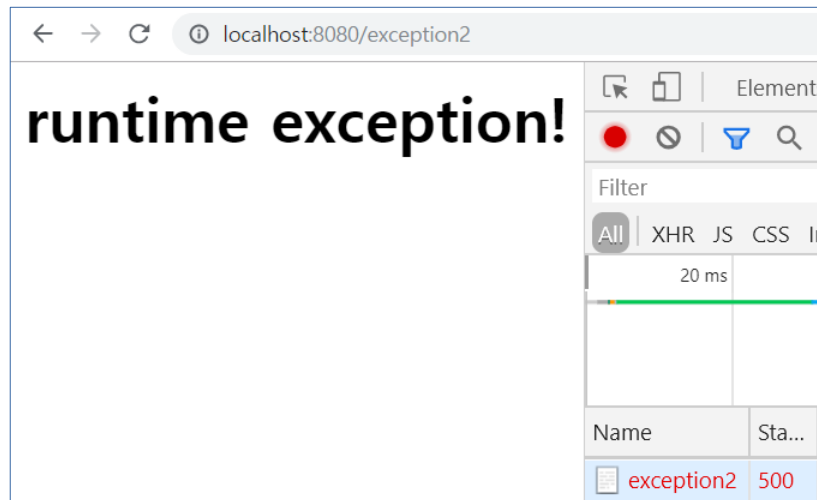 localhost:8080/exception2
runtime exception!
Element
Filter
All XHR JS CSS
20 ms
Name Sta...
exception2 500